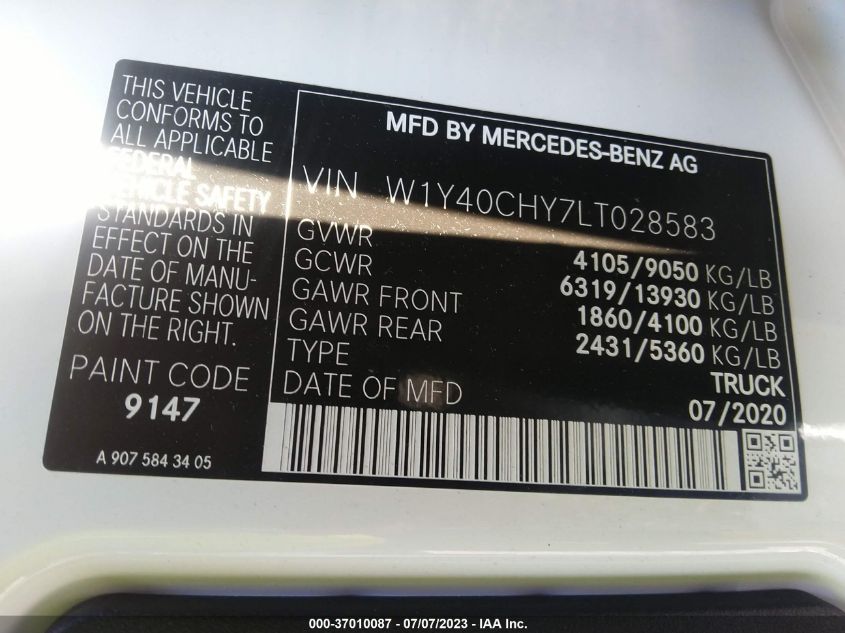 THIS VEHICLE
CONFORMS TO
ALL APPLICABLE
FEDERAL
VEHICLE SAFETY
STANDARDS IN
EFFECT ON THE
DATE OF MANU-
FACTURE SHOWN
ON THE RIGHT.
PAINT CODE
9147
A 907 584 34 05
MFD BY MERCEDES-BENZ AG
VIN W1Y40CHY7LT028583
GVWR 4105/9050 KG/LB
GCWR 6319/13930 KG/LB
GAWR FRONT 1860/4100 KG/LB
GAWR REAR 2431/5360 KG/LB
TYPE TRUCK
DATE OF MFD 07/2020
000-37010087 - 07/07/2023 - IAA Inc.